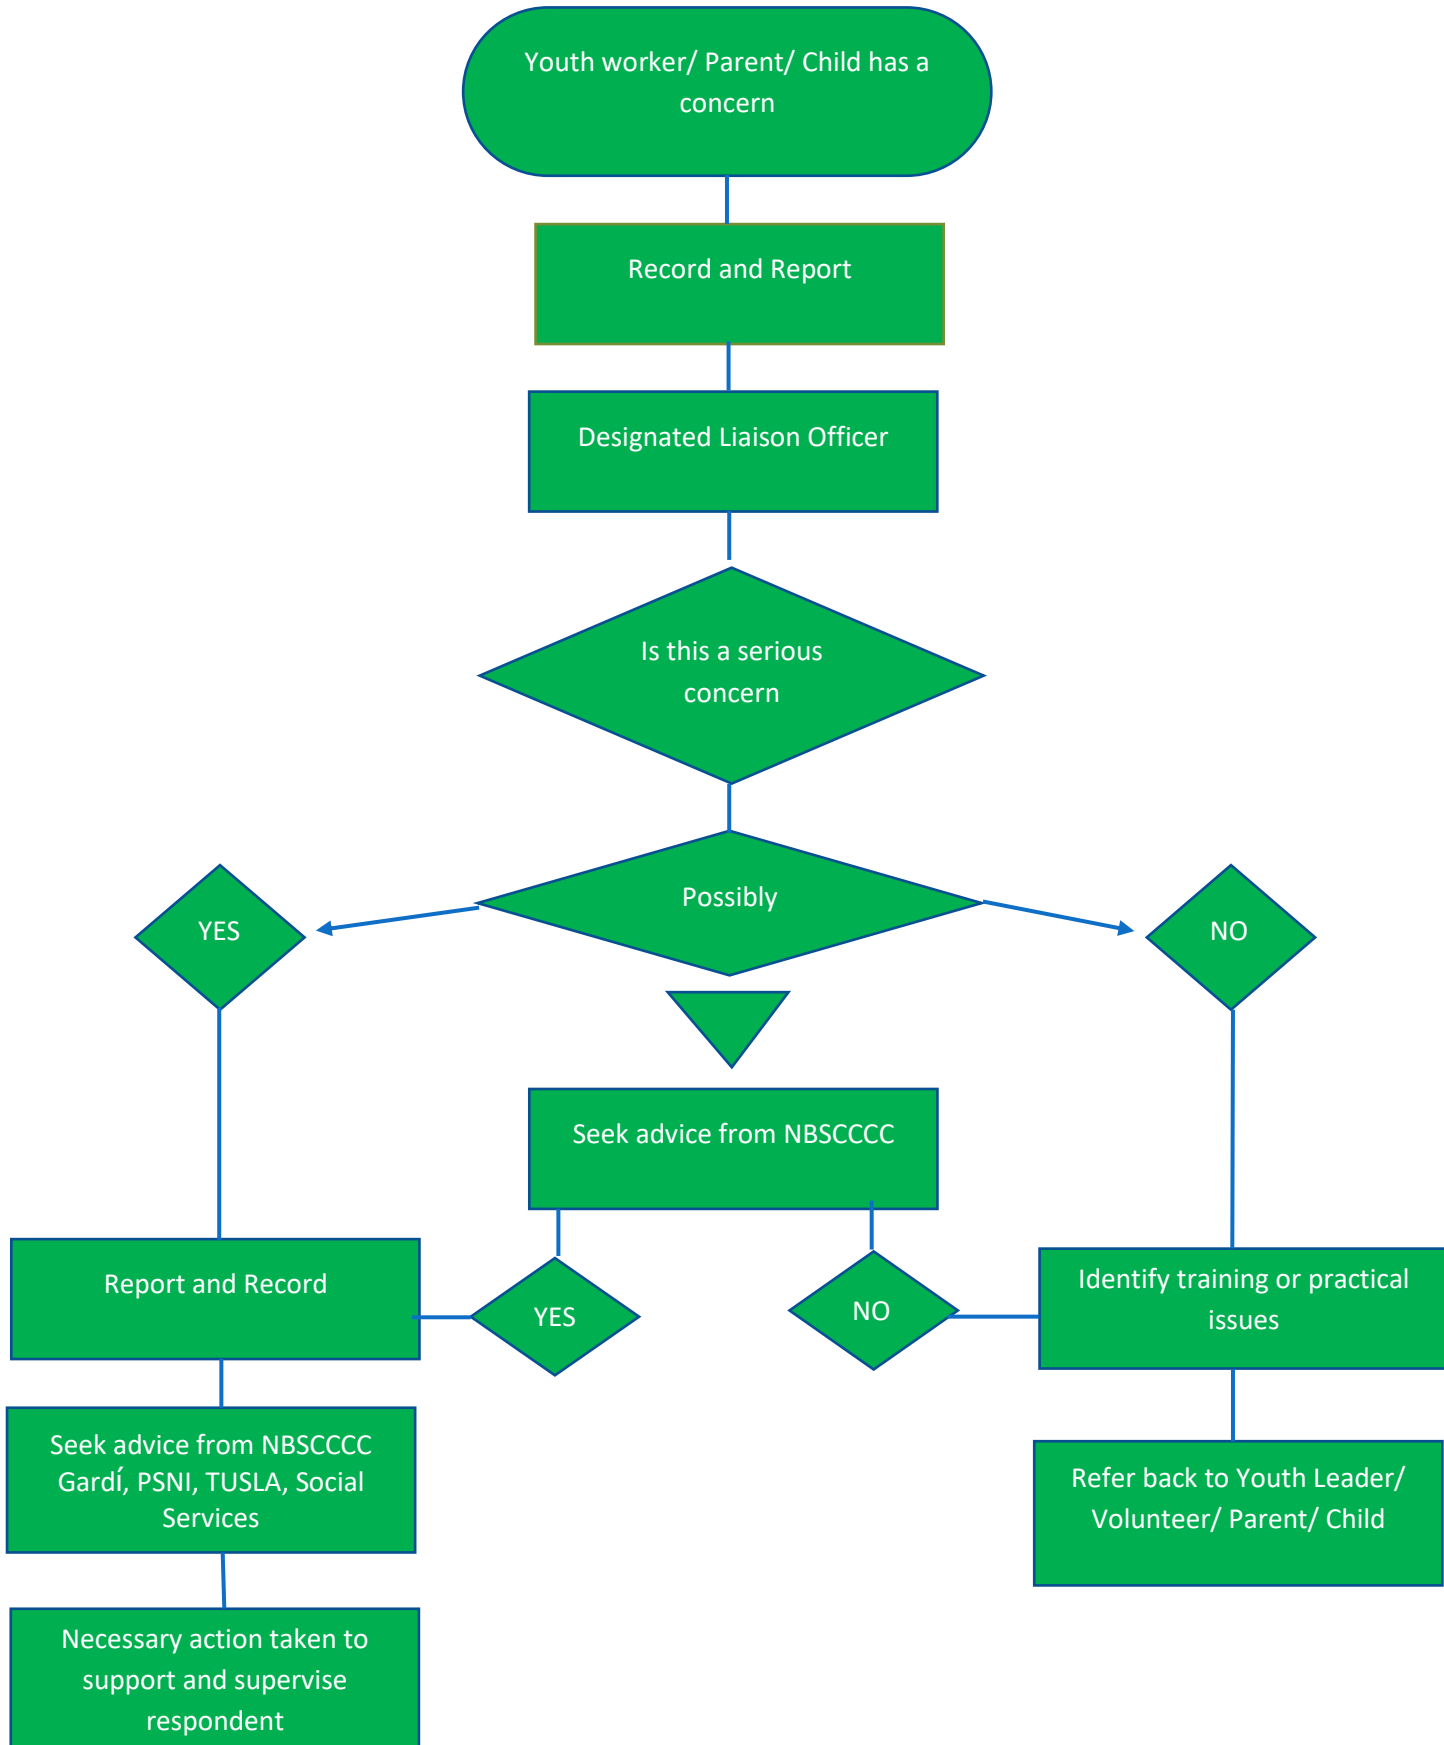 Youth worker/ Parent/ Child has a
concern
Record and Report
Designated Liaison Officer
Is this a serious
concern
Possibly
YES
NO
Seek advice from NBSCCCC
Report and Record
YES
NO
Identify training or practical
issues
Seek advice from NBSCCCC
Gardí, PSNI, TUSLA, Social
Services
Refer back to Youth Leader/
Volunteer/ Parent/ Child
Necessary action taken to
support and supervise
respondent